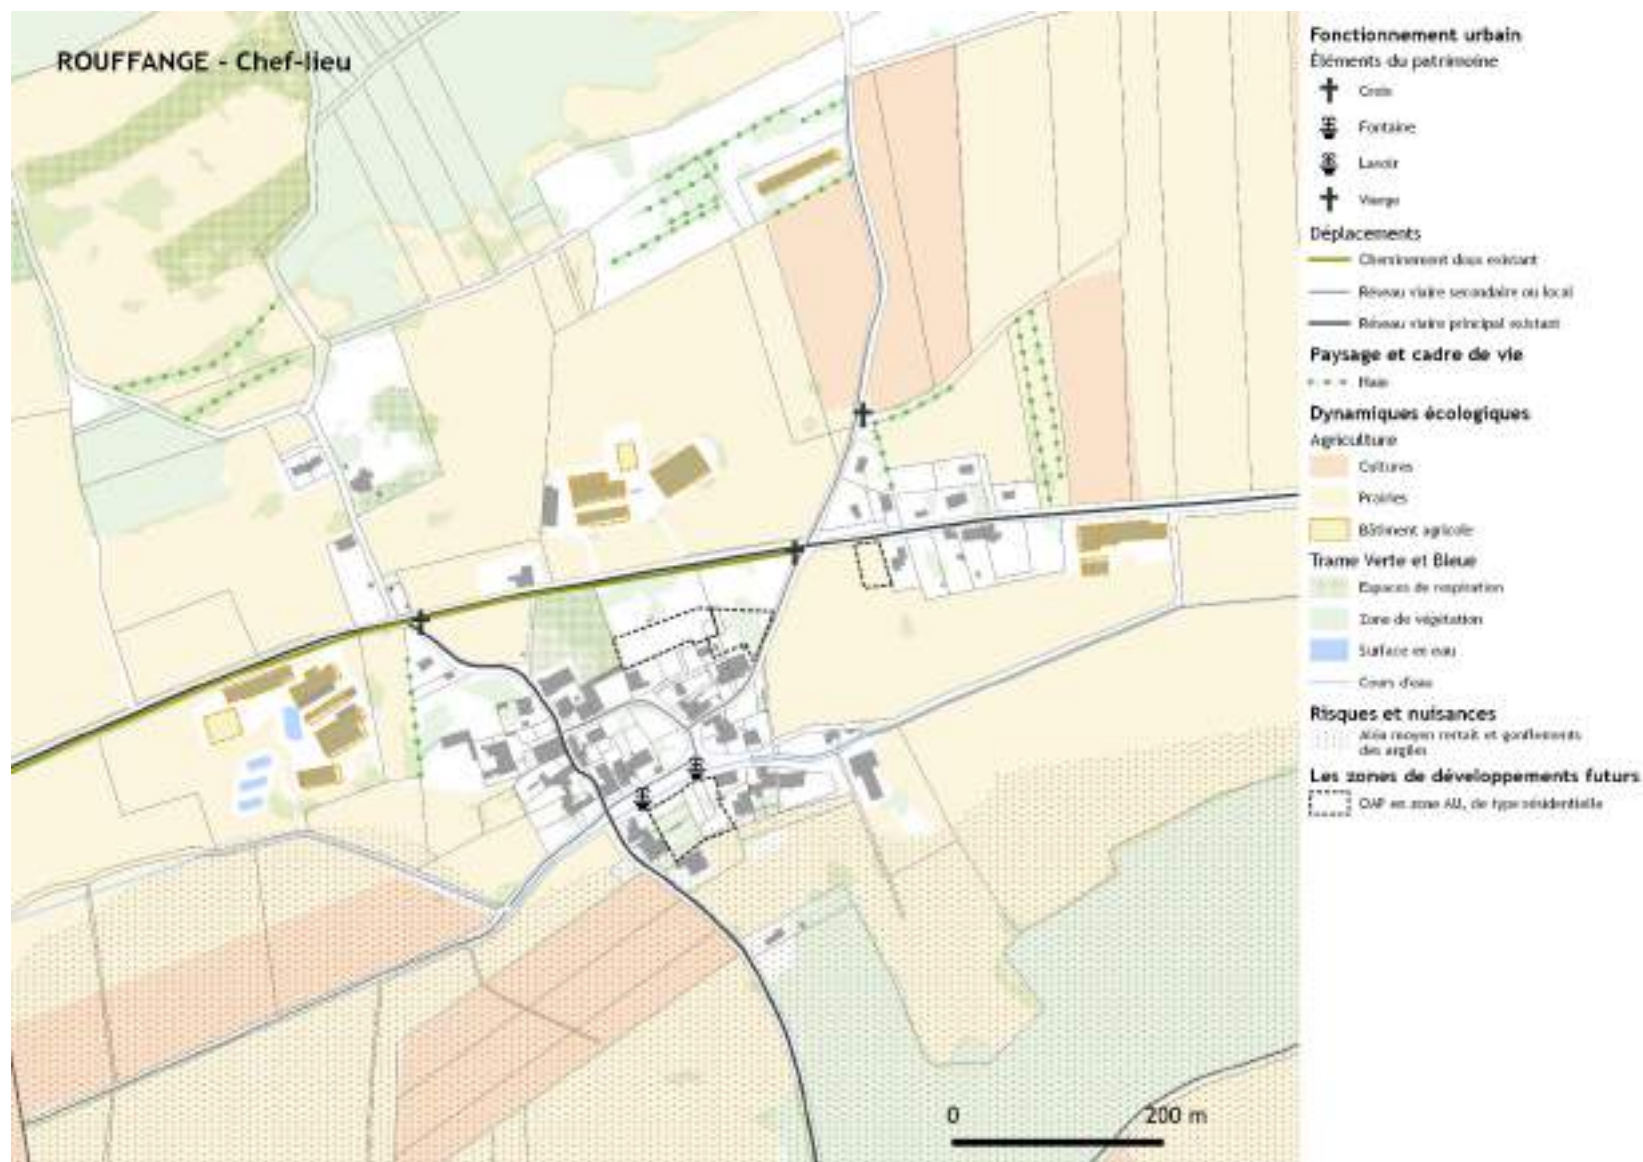 ROUFFANGE - Chef-lieu
Fonctionnement urbain
Éléments du patrimoine
Croix
Fontaine
Lavoir
Vierge
Déplacements
Cheminement doux existant
Réseau viaire secondaire ou local
Réseau viaire principal existant
Paysage et cadre de vie
Haie
Dynamiques écologiques
Agriculture
Cultures
Prairies
Bâtiment agricole
Trame Verte et Bleue
Espaces de respiration
Zone de végétation
Surface en eau
Cours d'eau
Risques et nuisances
Aléa moyen retrait et gonflements
des argiles
Les zones de développements futurs
OAP en zone AU, de type résidentielle
0 200 m